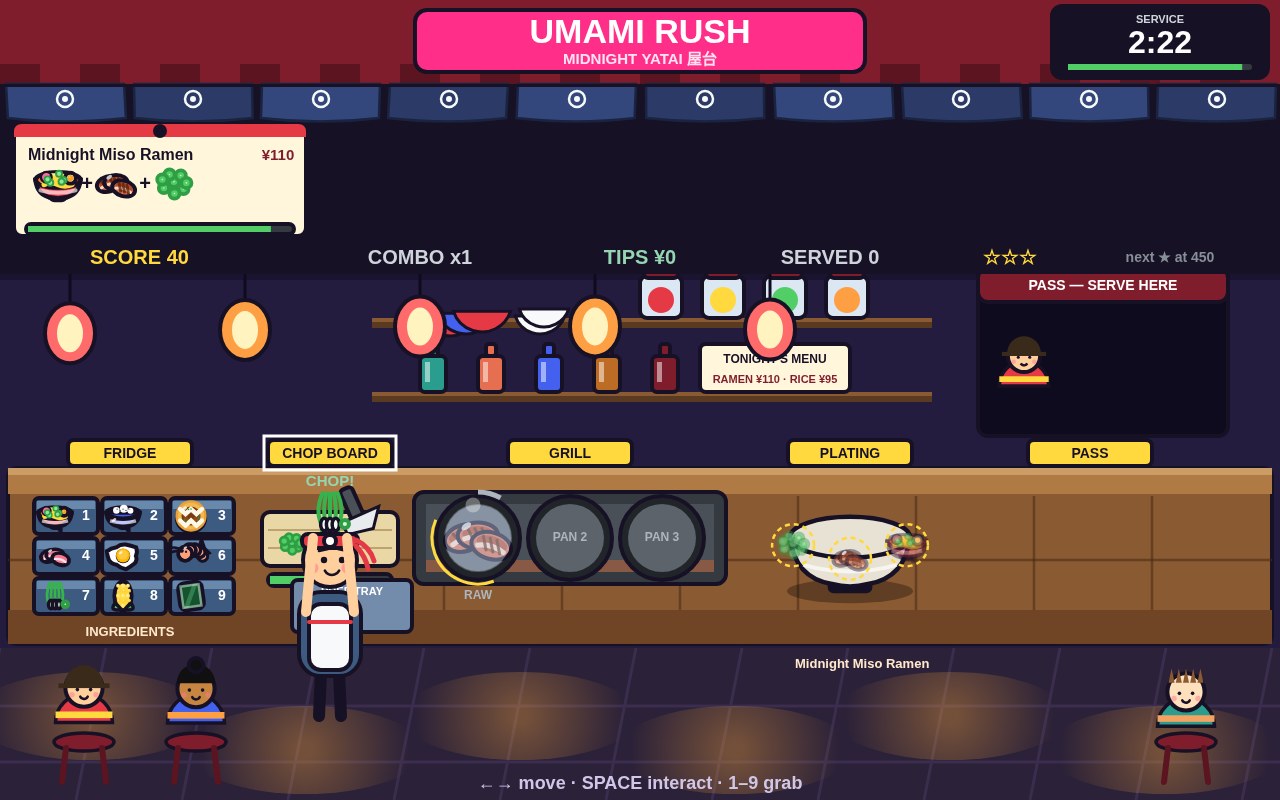 UMAMI RUSH
MIDNIGHT YATAI 屋台
SERVICE
2:22
Midnight Miso Ramen
¥110
+
+
SCORE 40
COMBO x1
TIPS ¥0
SERVED 0
☆☆☆
next ★ at 450
PASS — SERVE HERE
MENU
RAMEN ¥110 · RICE ¥95
FRIDGE
CHOP BOARD
GRILL
PLATING
PASS
CHOP!
1
2
3
4
5
6
7
8
9
PAN 2
PAN 3
TRAY
RAW
INGREDIENTS
Midnight Miso Ramen
←→ move · SPACE interact · 1–9 grab